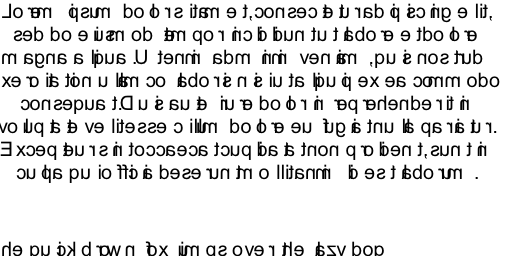 Lorem ipsum dolor sit amet, consectetur adipiscing elit,
sed do eiusmod tempor incididunt ut labore et dolore
magna aliqua. Ut enim ad minim veniam, quis nostrud
exercitation ullamco laboris nisi ut aliquip ex ea commodo
consequat. Duis aute irure dolor in reprehenderit in
voluptate velit esse cillum dolore eu fugiat nulla pariatur.
Excepteur sint occaecat cupidatat non proident, sunt in
culpa qui officia deserunt mollit anim id est laborum.
the quick brown fox jumps over the lazy dog